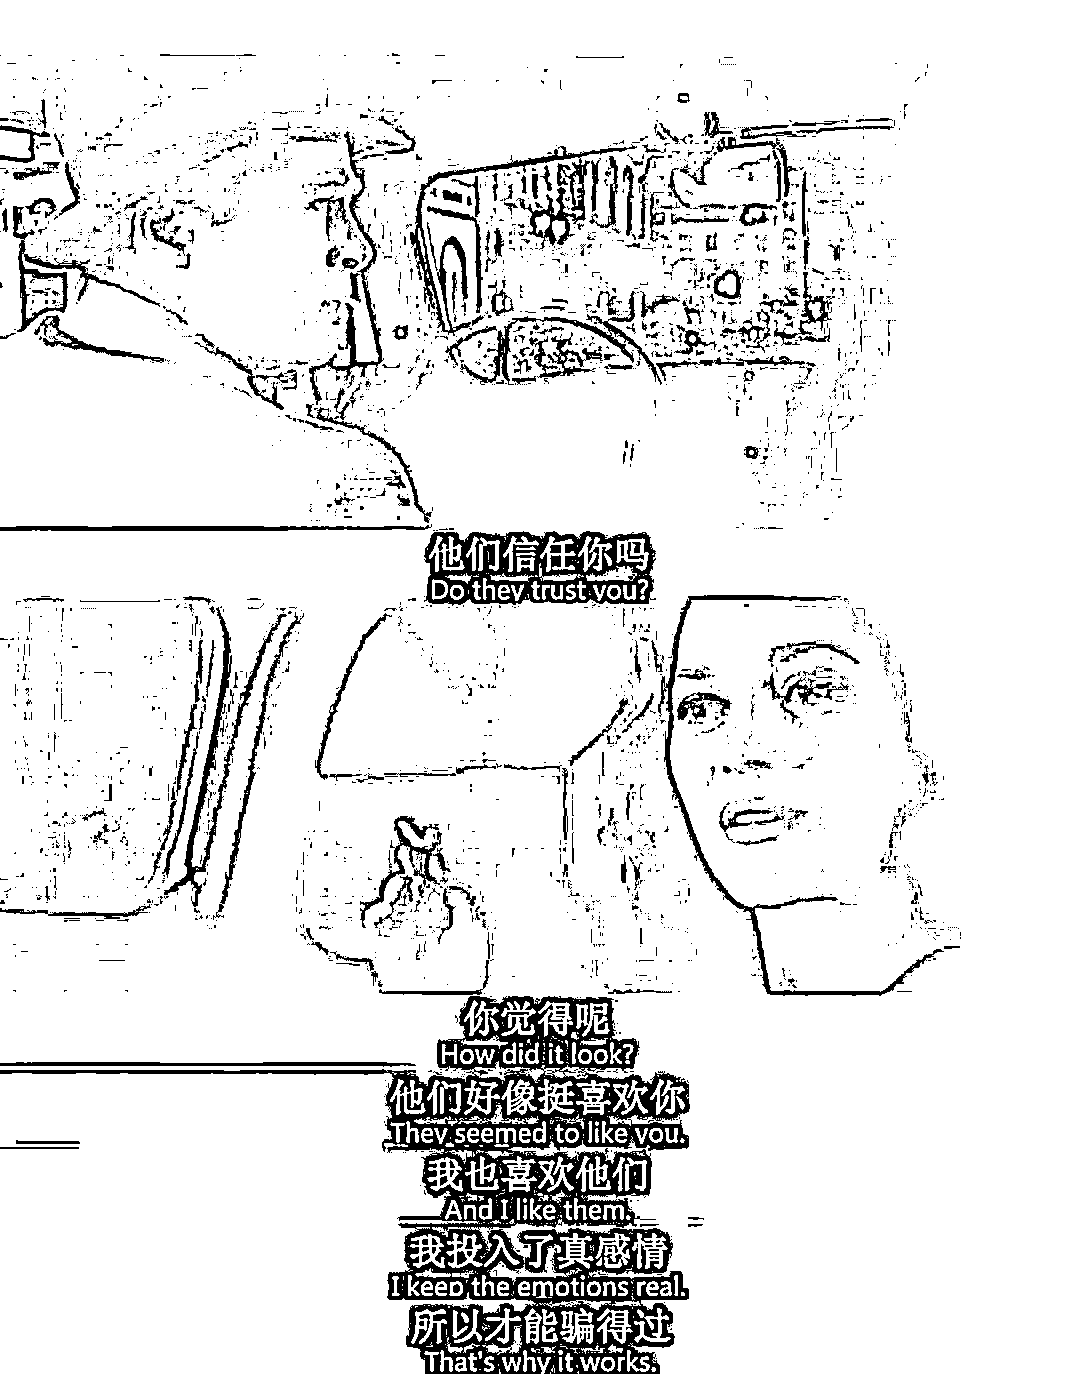 他们信任你吗
Do they trust you?
你觉得呢
How did it look?
他们好像挺喜欢你
They seemed to like you.
我也喜欢他们
And I like them.
我投入了真感情
I keep the emotions real.
所以才能骗得过
That's why it works.